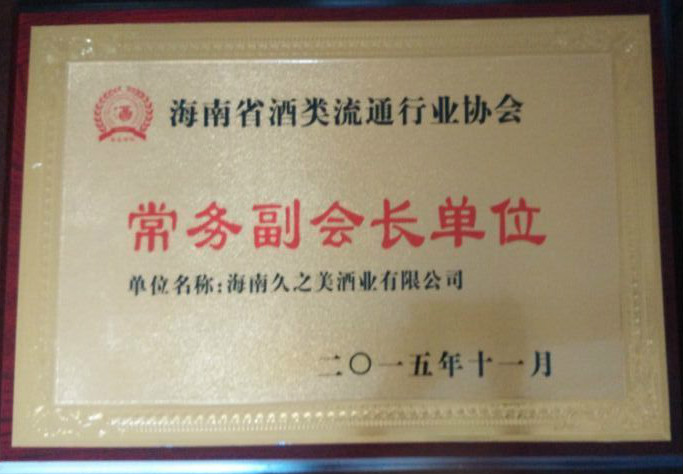 海南省酒类流通行业协会
常务副会长单位
单位名称:海南久之美酒业有限公司
二〇一五年十一月